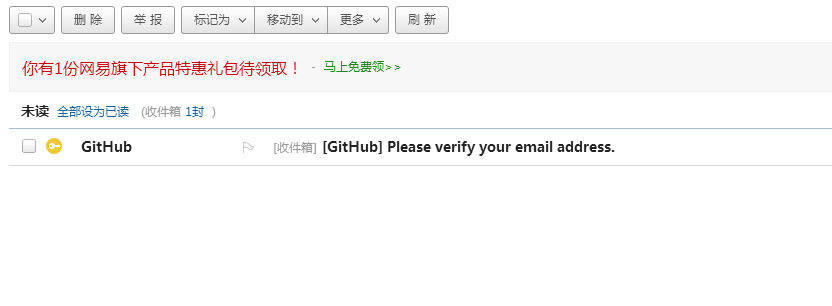 删 除 举 报 标记为 移动到 更多 刷 新
你有1份网易旗下产品特惠礼包待领取！ - 马上免费领>>
未读 全部设为已读 (收件箱 1封 )
GitHub [收件箱] [GitHub] Please verify your email address.